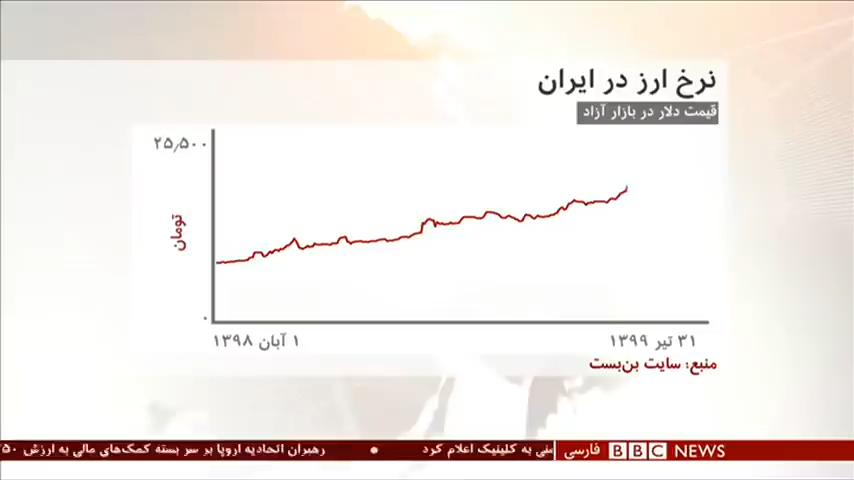 نرخ ارز در ایران
قیمت دلار در بازار آزاد
۲۵٫۵۰۰
تومان
۰
۱ آبان ۱۳۹۸
۳۱ تیر ۱۳۹۹
منبع: سایت بن‌بست
BBC NEWS فارسی
ملی به کلینیک اعلام کرد • رهبران اتحادیه اروپا بر سر بسته کمک‌های مالی به ارزش